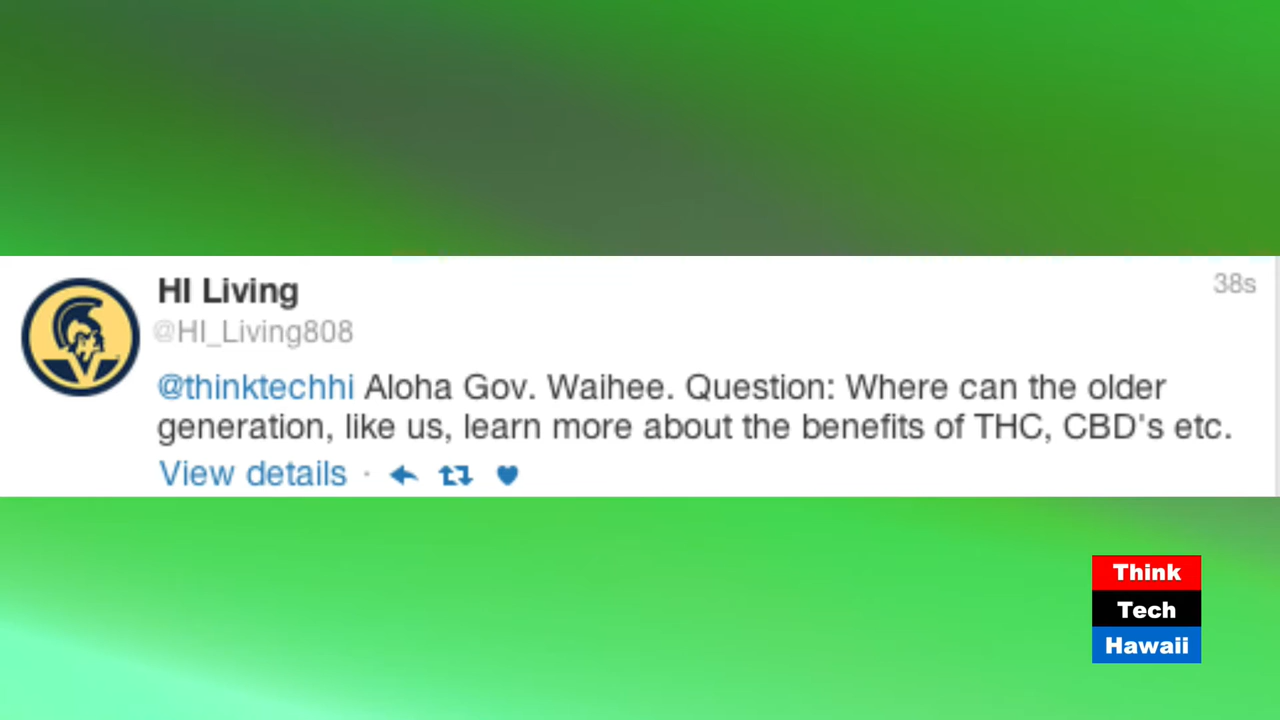 HI Living
38s
@HI_Living808
@thinktechhi Aloha Gov. Waihee. Question: Where can the older
generation, like us, learn more about the benefits of THC, CBD's etc.
View details
Think
Tech
Hawaii